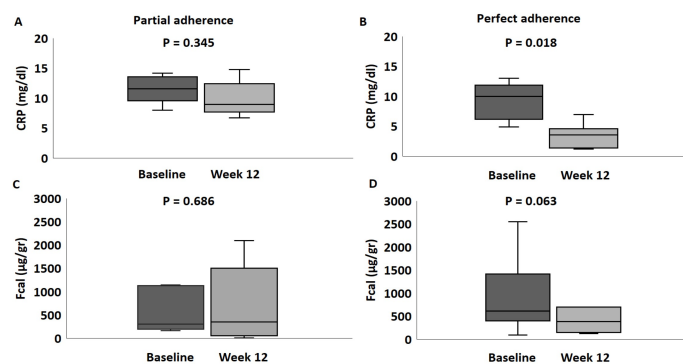 A
Partial adherence
P = 0.345
CRP (mg/dl)
20
15
10
5
0
Baseline
Week 12
B
Perfect adherence
P = 0.018
CRP (mg/dl)
20
15
10
5
0
Baseline
Week 12
C
P = 0.686
Fcal (µg/gr)
3000
2500
2000
1500
1000
500
0
Baseline
Week 12
D
P = 0.063
Fcal (µg/gr)
3000
2500
2000
1500
1000
500
0
Baseline
Week 12